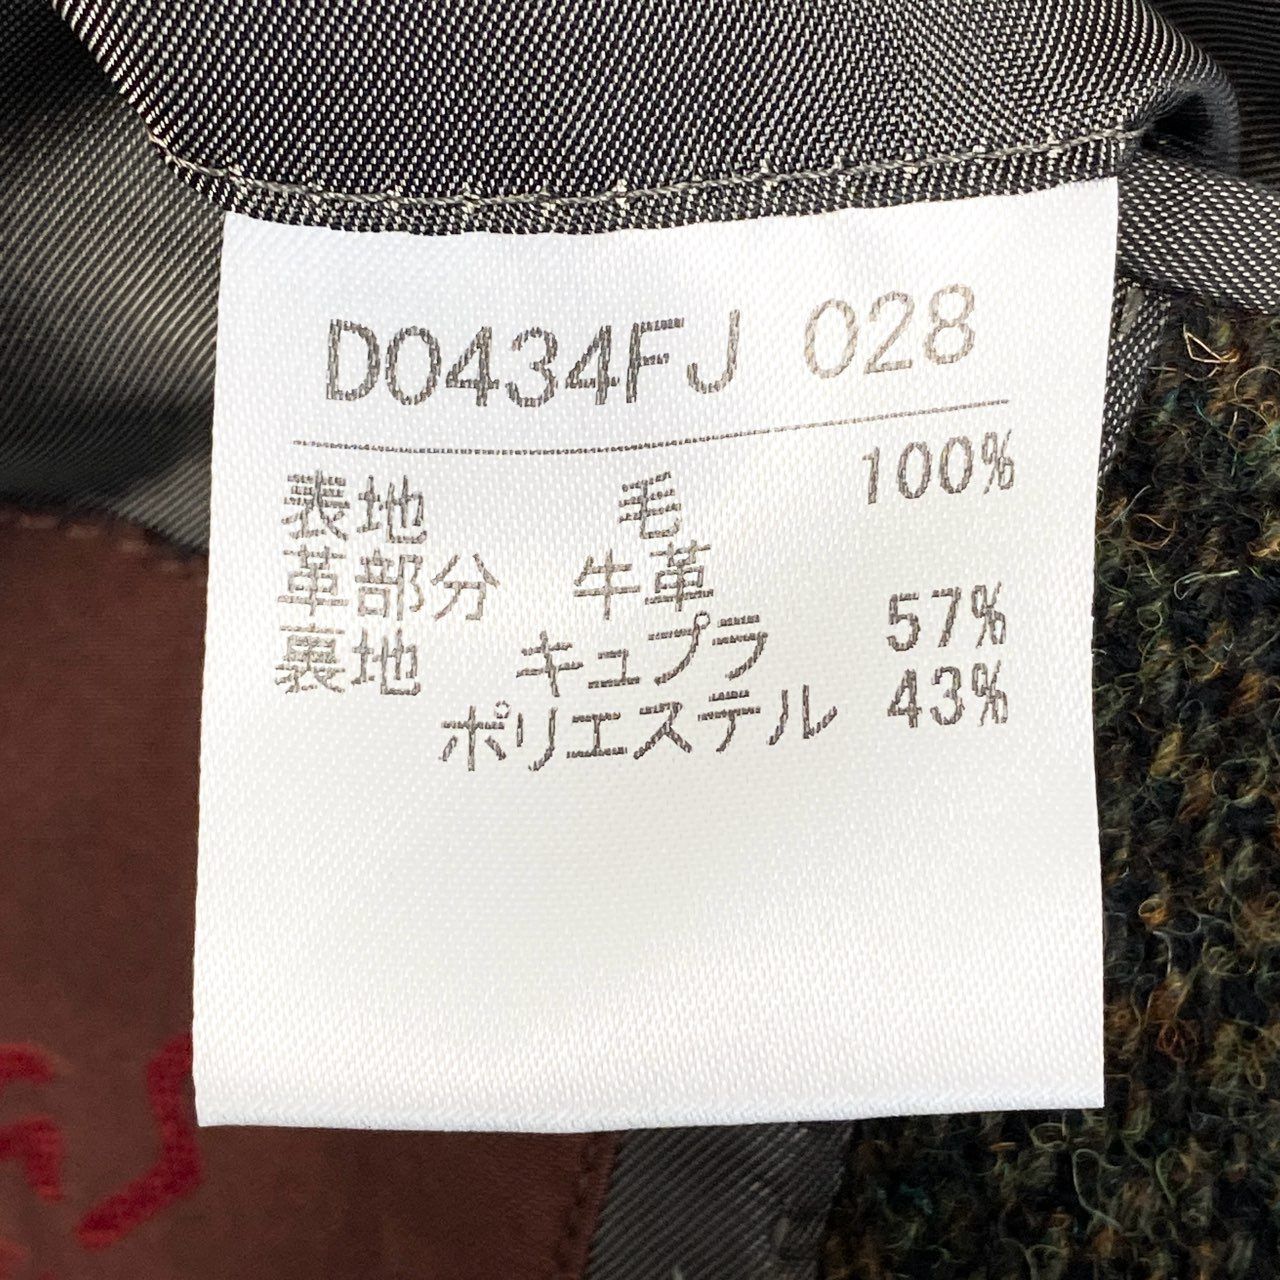 D0434FJ 028
表地 毛 100%
革部分 牛革
裏地 キュプラ 57%
ポリエステル 43%